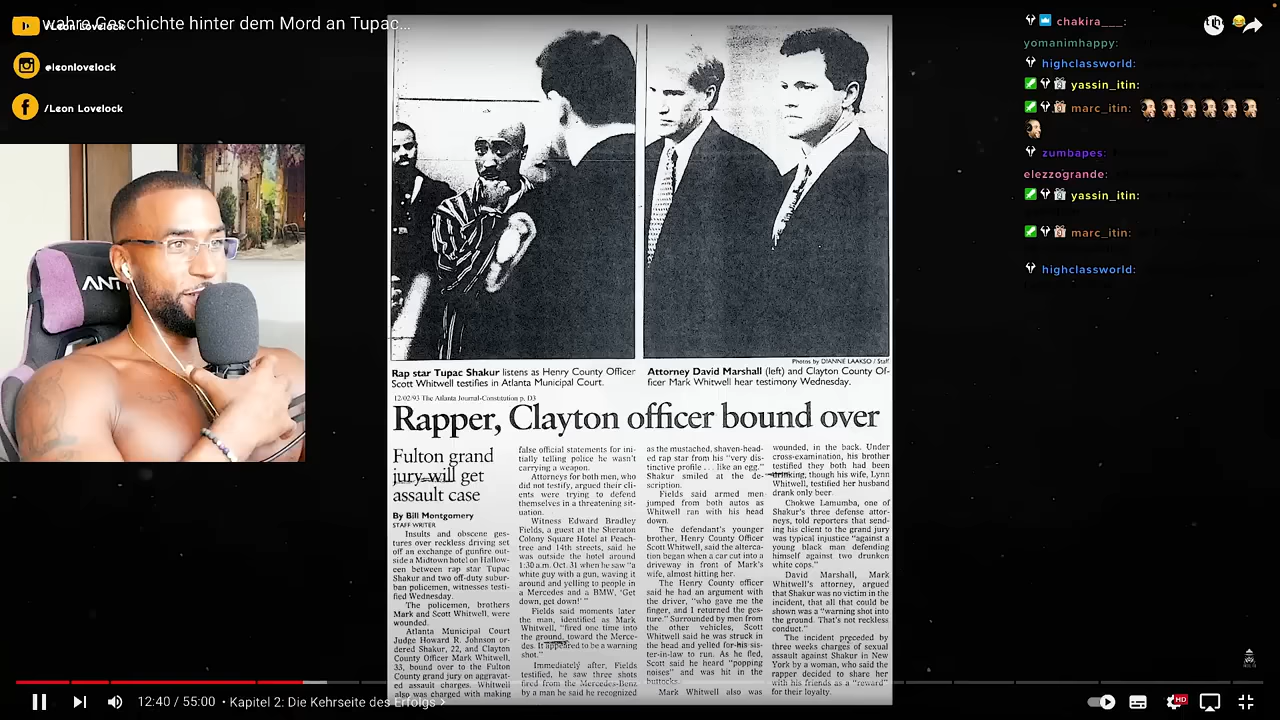 wahre Geschichte hinter dem Mord an Tupac...
/Leon Lovelock
@leonlovelock
/Leon Lovelock
ANT
chakira___:
yomanimhappy:
highclassworld:
yassin_itin:
marc_itin:
zumbapes:
elezzogrande:
yassin_itin:
marc_itin:
highclassworld:
Photos by DIANNE LAAKSO / Staff
Rap star Tupac Shakur listens as Henry County Officer
Scott Whitwell testifies in Atlanta Municipal Court.
Attorney David Marshall (left) and Clayton County Of-
ficer Mark Whitwell hear testimony Wednesday.
12/02/93 The Atlanta Journal-Constitution p. D3
Rapper, Clayton officer bound over
Fulton grand
jury will get
assault case
By Bill Montgomery
STAFF WRITER
Insults and obscene ges-
tures over reckless driving set
off an exchange of gunfire out-
side a Midtown hotel on Hallow-
een between rap star Tupac
Shakur and two off-duty subur-
ban policemen, witnesses testi-
fied Wednesday.
The policemen, brothers
Mark and Scott Whitwell, were
wounded.
Atlanta Municipal Court
Judge Howard R. Johnson or-
dered Shakur, 22, and Clayton
County Officer Mark Whitwell,
33, bound over to the Fulton
County grand jury on aggravat-
ed assault charges. Whitwell
also was charged with making
false official statements for ini-
tially telling police he wasn't
carrying a weapon.
Attorneys for both men, who
did not testify, argued their cli-
ents were trying to defend
themselves in a threatening sit-
uation.
Witness Edward Bradley
Fields, a guest at the Sheraton
Colony Square Hotel at Peach-
tree and 14th streets, said he
was outside the hotel around
1:30 a.m. Oct. 31 when he saw "a
white guy with a gun, waving it
around and yelling to people in
a Mercedes and a BMW, 'Get
down, get down!' "
Fields said moments later
the man, identified as Mark
Whitwell, "fired one time into
the ground, toward the Merce-
des. It appeared to be a warning
shot."
Immediately after, Fields
testified, he saw three shots
fired from the Mercedes-Benz
by a man he said he recognized
as the mustached, shaven-head-
ed rap star from his "very dis-
tinctive profile . . . like an egg."
Shakur smiled at the de-
scription.
Fields said armed men
jumped from both autos as
Whitwell ran with his head
down.
The defendant's younger
brother, Henry County Officer
Scott Whitwell, said the alterca-
tion began when a car cut into a
driveway in front of Mark's
wife, almost hitting her.
The Henry County officer
said he had an argument with
the driver, "who gave me the
finger, and I returned the ges-
ture." Surrounded by men from
the other vehicles, Scott
Whitwell said he was struck in
the head and yelled for his sis-
ter-in-law to run. As he fled,
Scott said he heard "popping
noises" and was hit in the
buttocks.
Mark Whitwell also was
wounded, in the back. Under
cross-examination, his brother
testified they both had been
drinking, though his wife, Lynn
Whitwell, testified her husband
drank only beer.
Chokwe Lumumba, one of
Shakur's three defense attor-
neys, told reporters that send-
ing his client to the grand jury
was typical injustice "against a
young black man defending
himself against two drunken
white cops."
David Marshall, Mark
Whitwell's attorney, argued
that Shakur was no victim in the
incident, that all that could be
shown was a "warning shot into
the ground. That's not reckless
conduct."
The incident preceded by
three weeks charges of sexual
assault against Shakur in New
York by a woman, who said the
rapper decided to share her
with his friends as a "reward"
for their loyalty.
12:40 / 55:00 • Kapitel 2: Die Kehrseite des Erfolgs >
HD